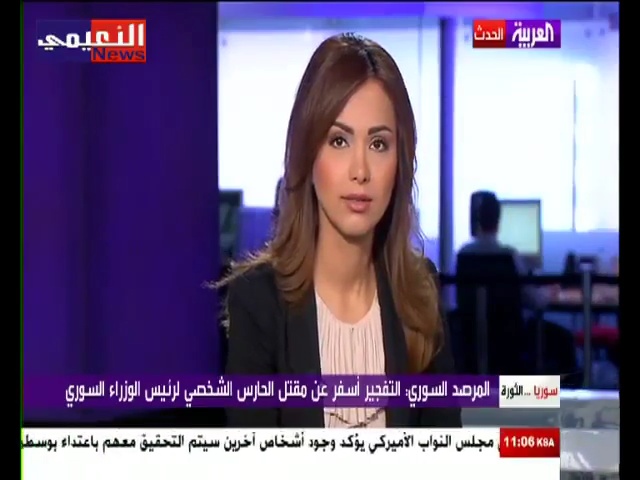 النعيمي
News
العربية
الحدث
سوريا ... الثورة
المرصد السوري: التفجير أسفر عن مقتل الحارس الشخصي لرئيس الوزراء السوري
11:06 KSA
مجلس النواب الأميركي يؤكد وجود أشخاص آخرين سيتم التحقيق معهم باعتداء بوسط